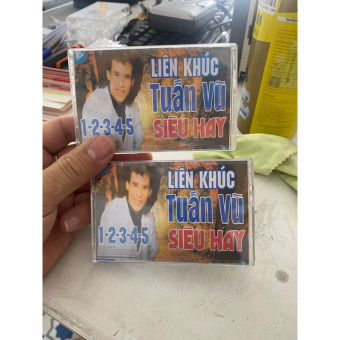 LIÊN KHÚC
Tuấn Vũ
1-2-3-4-5
SIÊU HAY
LIÊN KHÚC
Tuấn Vũ
1-2-3-4-5
SIÊU HAY